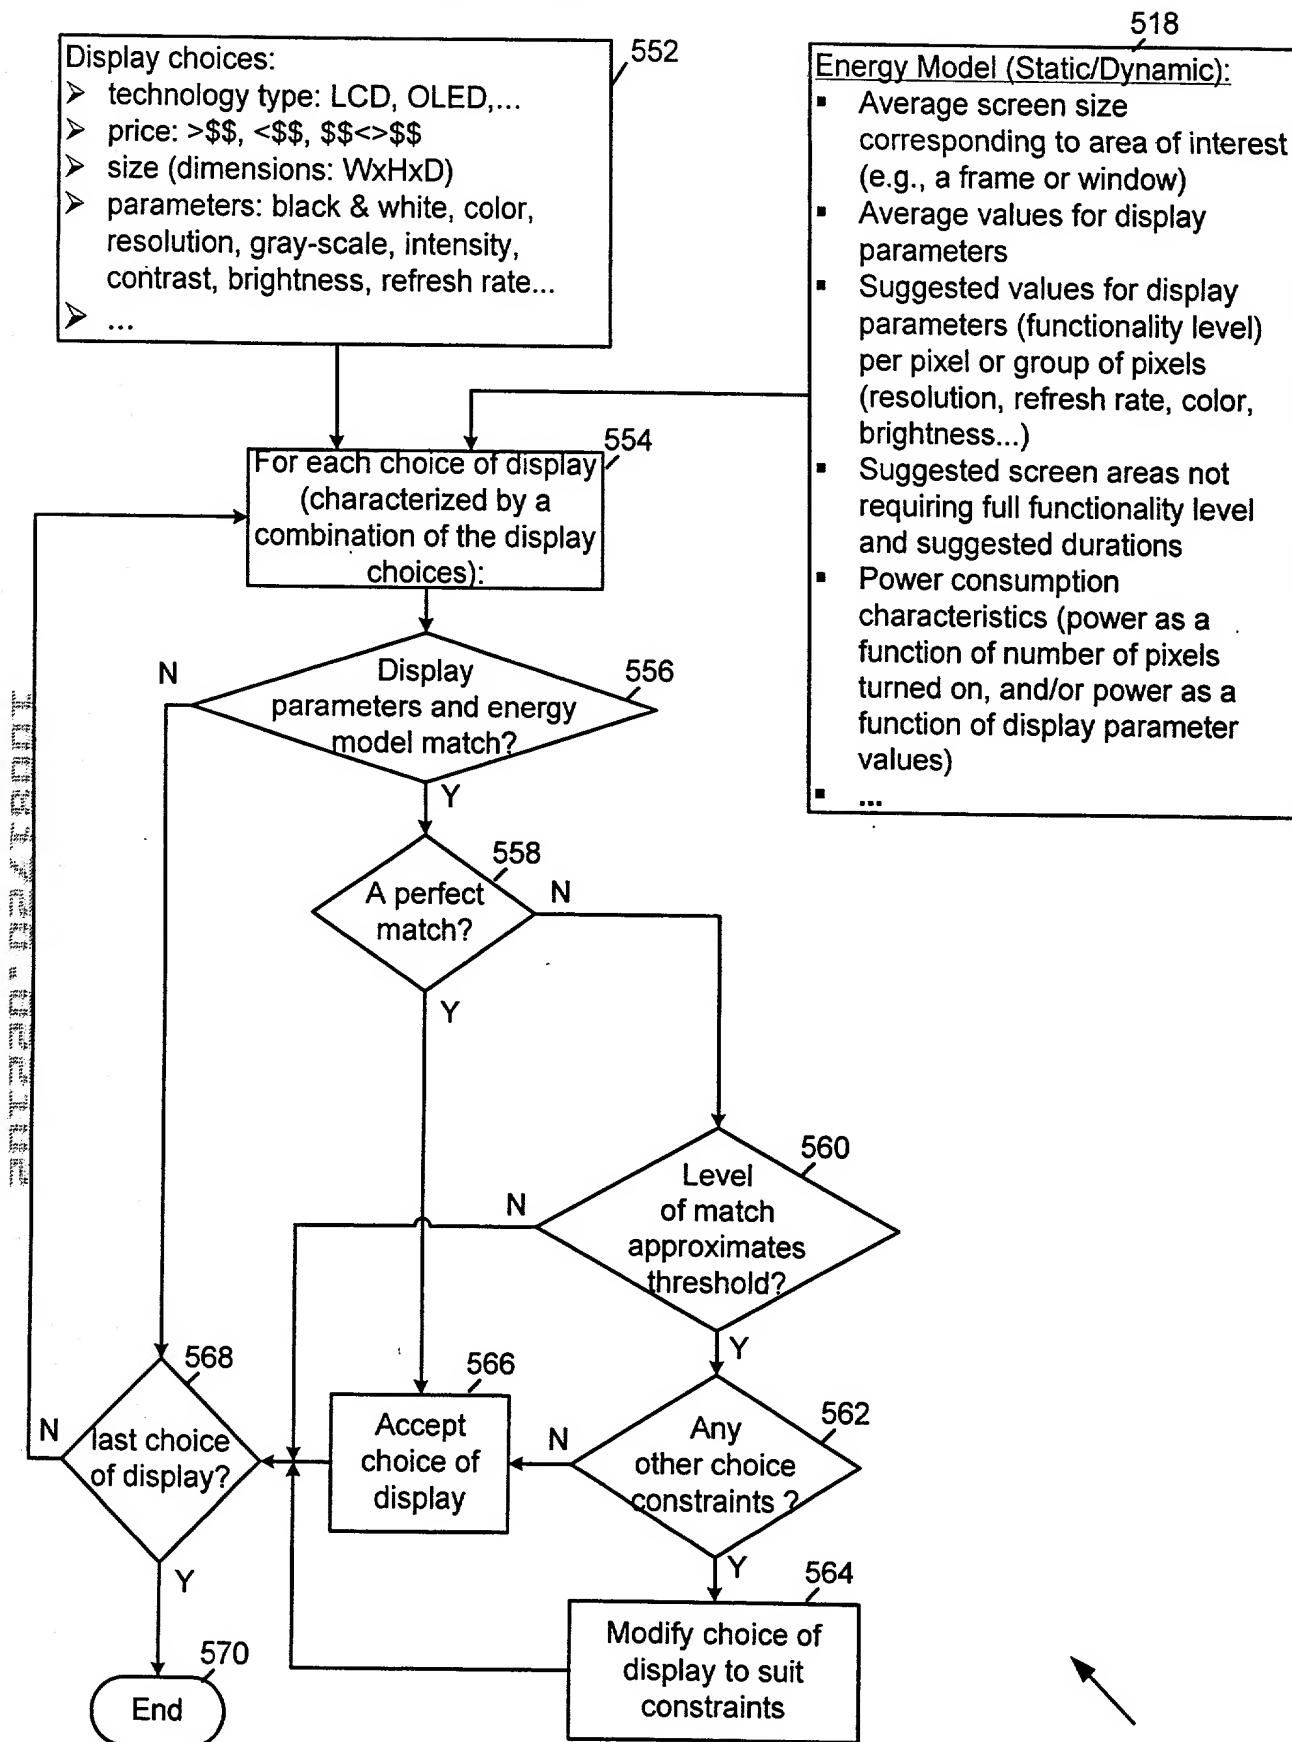 518
552
Display choices:
➢ technology type: LCD, OLED,...
➢ price: >$$, <$$, $$<>$$
➢ size (dimensions: WxHxD)
➢ parameters: black & white, color,
resolution, gray-scale, intensity,
contrast, brightness, refresh rate...
➢ ...
Energy Model (Static/Dynamic):
▪ Average screen size
corresponding to area of interest
(e.g., a frame or window)
▪ Average values for display
parameters
▪ Suggested values for display
parameters (functionality level)
per pixel or group of pixels
(resolution, refresh rate, color,
brightness...)
▪ Suggested screen areas not
requiring full functionality level
and suggested durations
▪ Power consumption
characteristics (power as a
function of number of pixels
turned on, and/or power as a
function of display parameter
values)
▪ ...
554
For each choice of display
(characterized by a
combination of the display
choices):
556
Display
parameters and energy
model match?
N
Y
558
A perfect
match?
N
Y
560
Level
of match
approximates
threshold?
N
Y
562
Any
other choice
constraints ?
N
Y
564
Modify choice of
display to suit
constraints
566
Accept
choice of
display
568
last choice
of display?
N
Y
570
End